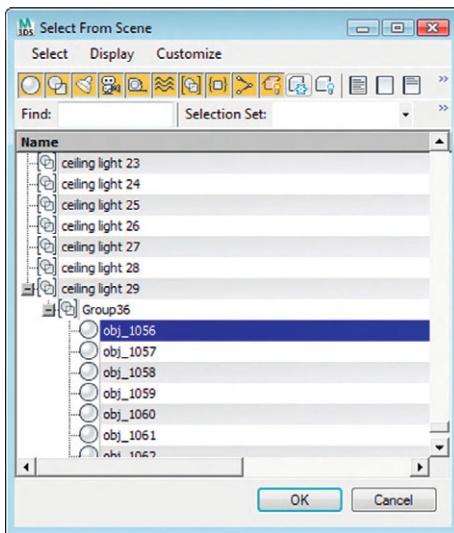 M
3DS
Select From Scene
Select Display Customize
Find: Selection Set:
Name
ceiling light 23
ceiling light 24
ceiling light 25
ceiling light 26
ceiling light 27
ceiling light 28
ceiling light 29
Group36
obj_1056
obj_1057
obj_1058
obj_1059
obj_1060
obj_1061
obj_1062
OK Cancel